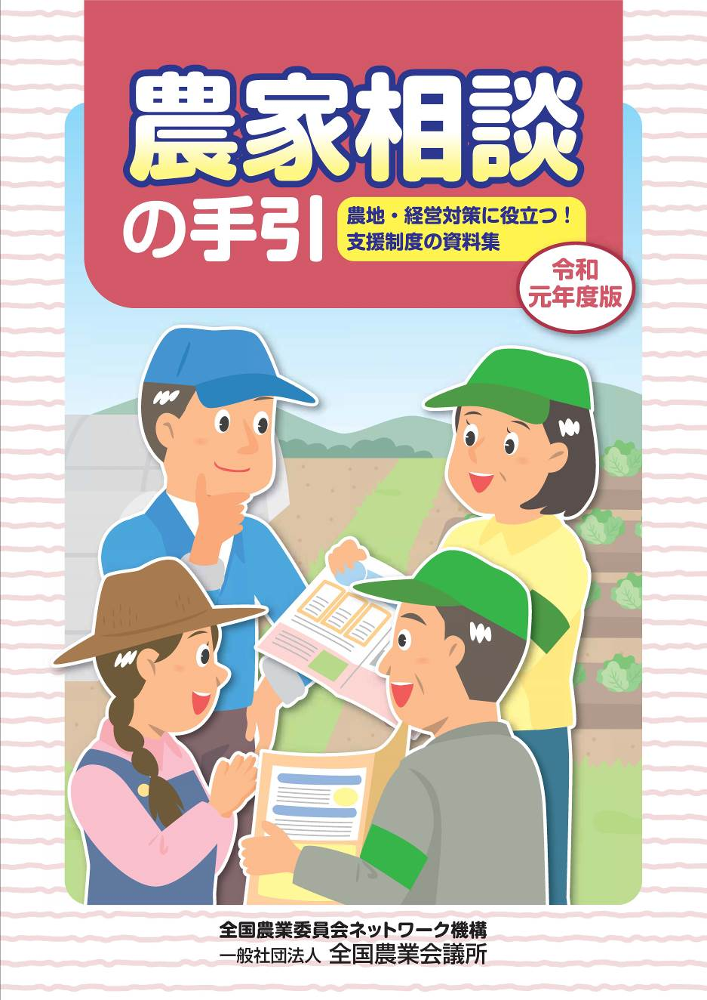 農家相談
の手引
農地・経営対策に役立つ！
支援制度の資料集
令和
元年度版
全国農業委員会ネットワーク機構
一般社団法人 全国農業会議所